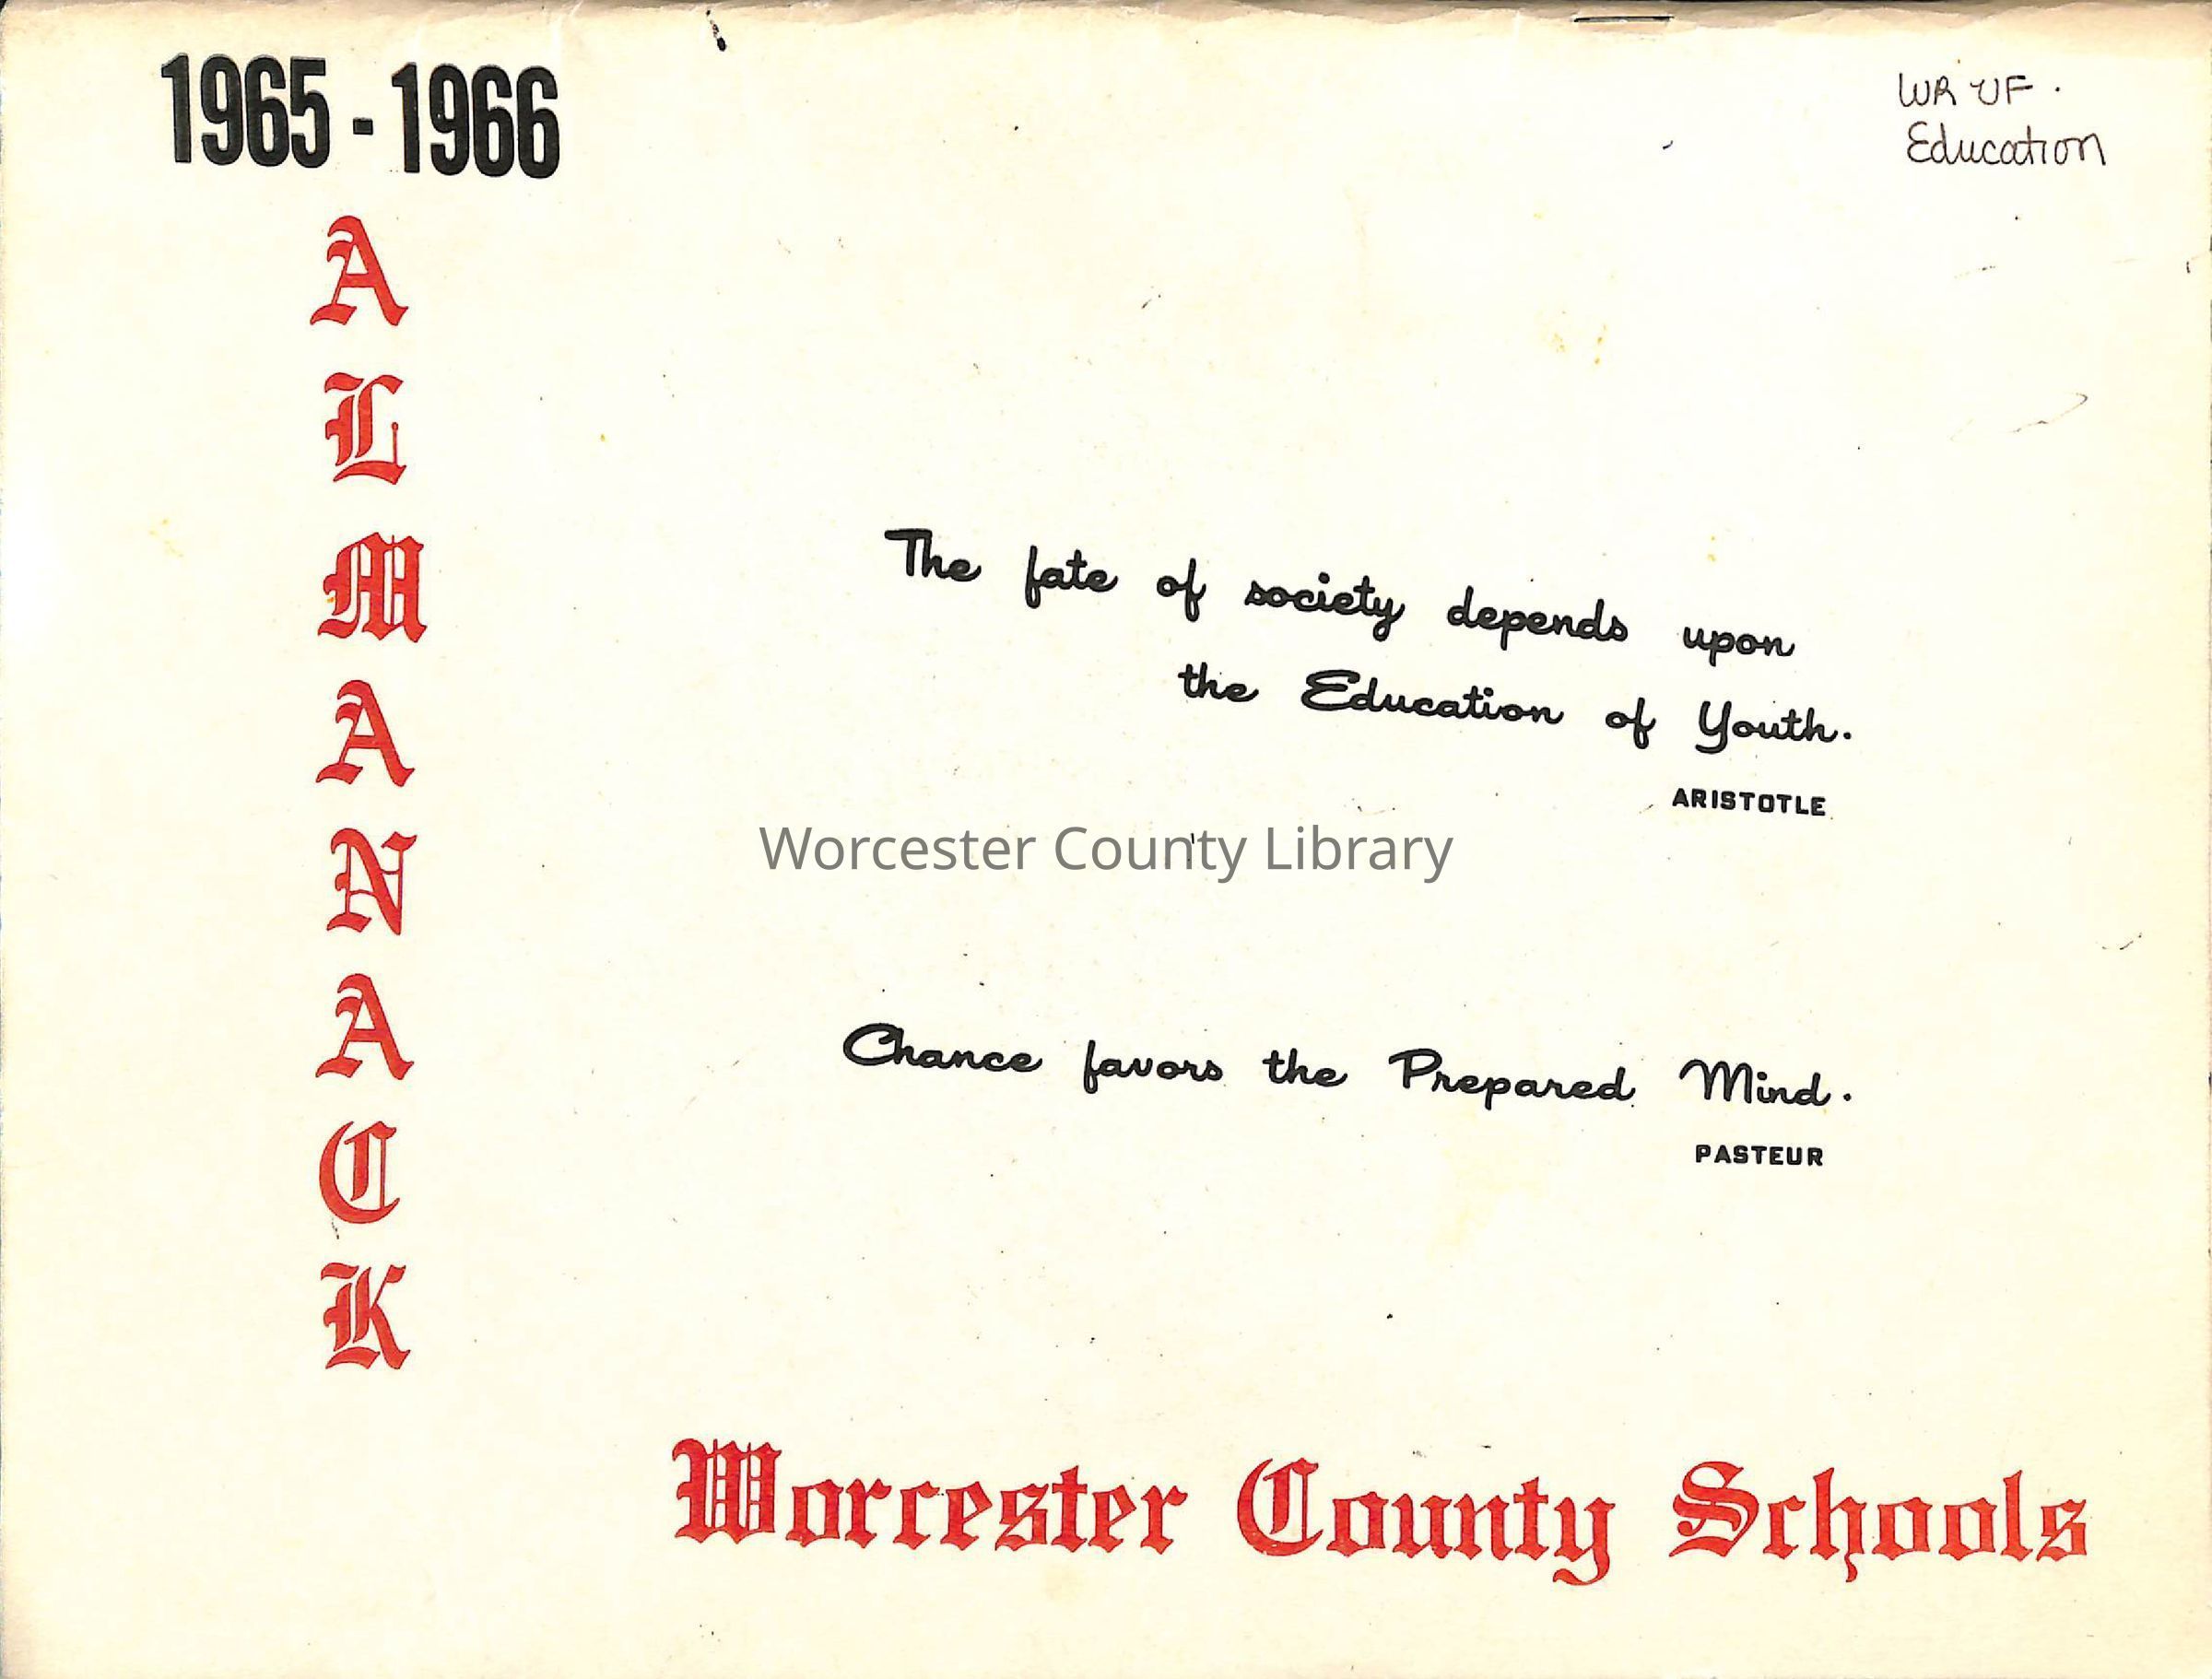 1965-1966
WR VF.
Education
ALMANACK
The fate of society depends upon
the Education of Youth.
ARISTOTLE
Worcester County Library
Chance favors the Prepared Mind.
PASTEUR
Worcester County Schools